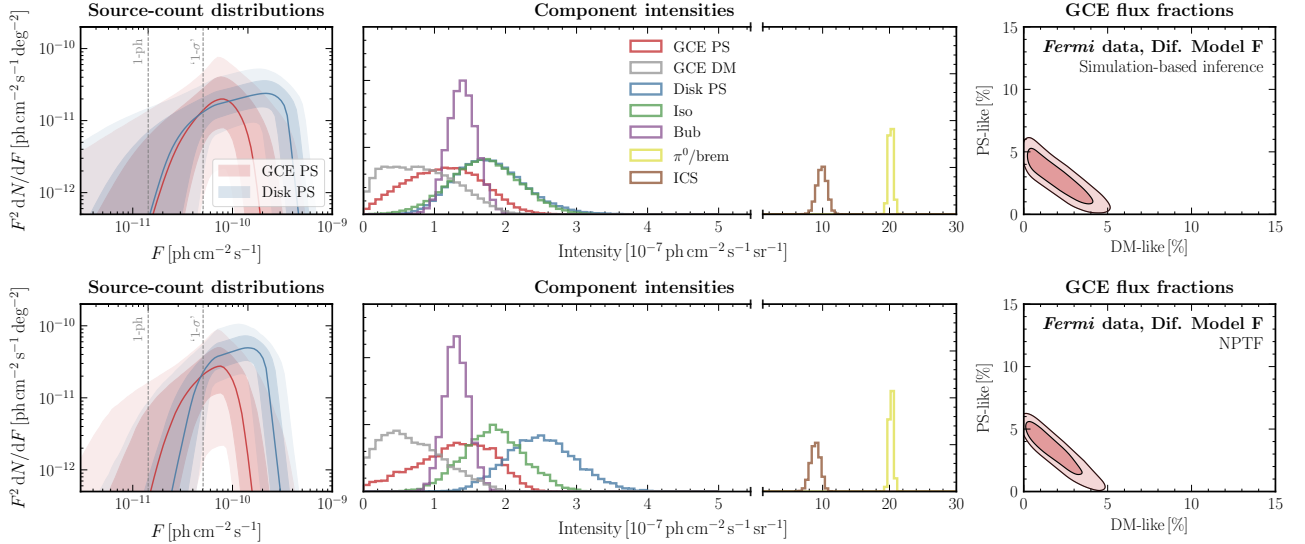 Source-count distributions
F² dN/dF [ph cm⁻² s⁻¹ deg⁻²]
10⁻¹⁰
10⁻¹¹
10⁻¹²
1-ph
'1-σ'
GCE PS
Disk PS
10⁻¹¹ 10⁻¹⁰ 10⁻⁹
F [ph cm⁻² s⁻¹]
Component intensities
GCE PS
GCE DM
Disk PS
Iso
Bub
π⁰/brem
ICS
0 1 2 3 4 5 10 20 30
Intensity [10⁻⁷ ph cm⁻² s⁻¹ sr⁻¹]
GCE flux fractions
Fermi data, Dif. Model F
Simulation-based inference
PS-like [%]
15
10
5
0
0 5 10 15
DM-like [%]
Source-count distributions
F² dN/dF [ph cm⁻² s⁻¹ deg⁻²]
10⁻¹⁰
10⁻¹¹
10⁻¹²
1-ph
'1-σ'
10⁻¹¹ 10⁻¹⁰ 10⁻⁹
F [ph cm⁻² s⁻¹]
Component intensities
0 1 2 3 4 5 10 20 30
Intensity [10⁻⁷ ph cm⁻² s⁻¹ sr⁻¹]
GCE flux fractions
Fermi data, Dif. Model F
NPTF
PS-like [%]
15
10
5
0
0 5 10 15
DM-like [%]